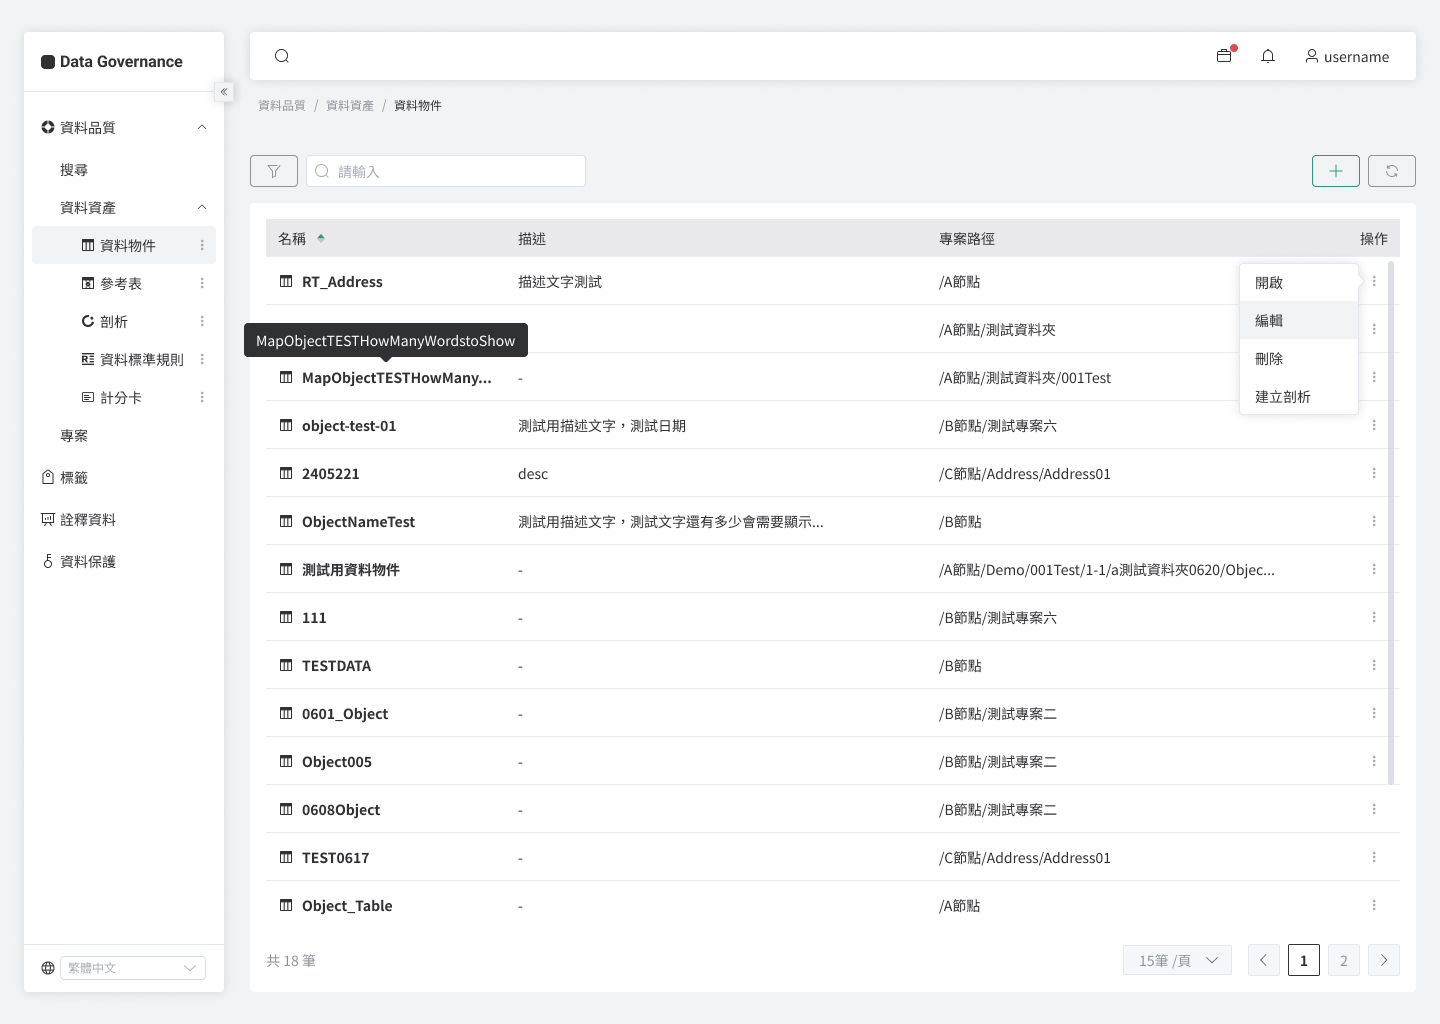 Data Governance
username
資料品質 / 資料資產 / 資料物件
資料品質
搜尋
資料資產
資料物件
參考表
剖析
資料標準規則
計分卡
專案
標籤
詮釋資料
資料保護
繁體中文
請輸入
名稱 描述 專案路徑 操作
RT_Address 描述文字測試 /A節點
/A節點/測試資料夾
MapObjectTESTHowManyWordstoShow
MapObjectTESTHowMany... - /A節點/測試資料夾/001Test
object-test-01 測試用描述文字，測試日期 /B節點/測試專案六
2405221 desc /C節點/Address/Address01
ObjectNameTest 測試用描述文字，測試文字還有多少會需要顯示... /B節點
測試用資料物件 - /A節點/Demo/001Test/1-1/a測試資料夾0620/Objec...
111 - /B節點/測試專案六
TESTDATA - /B節點
0601_Object - /B節點/測試專案二
Object005 - /B節點/測試專案二
0608Object - /B節點/測試專案二
TEST0617 - /C節點/Address/Address01
Object_Table - /A節點
開啟
編輯
刪除
建立剖析
共 18 筆 15筆 /頁 1 2